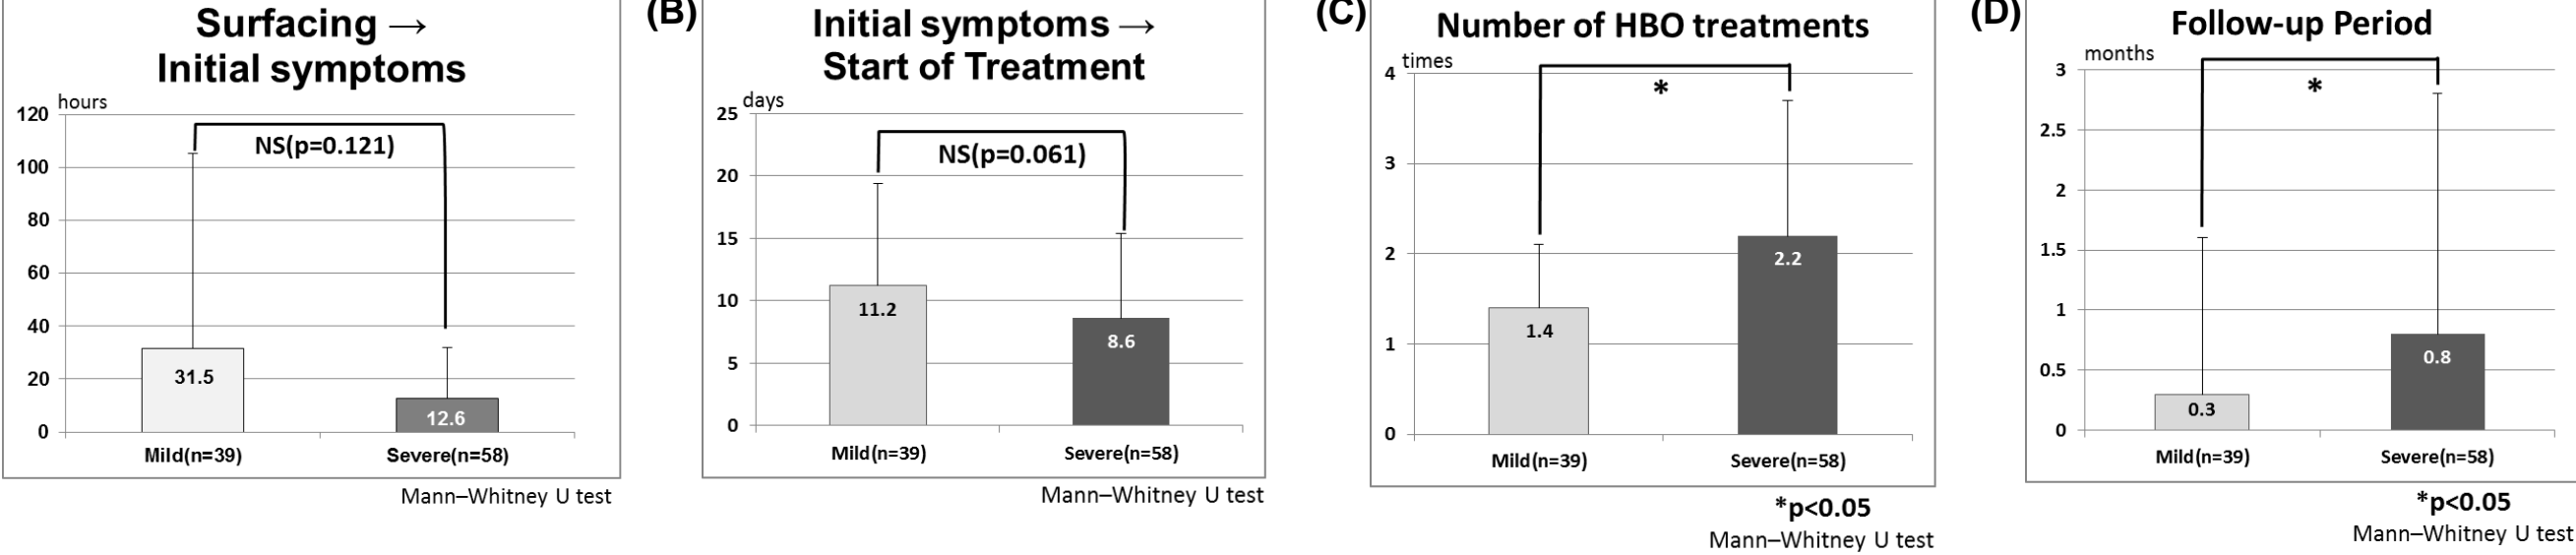 Surfacing →
Initial symptoms
hours
120
100
80
60
40
20
0
NS(p=0.121)
31.5
12.6
Mild(n=39)
Severe(n=58)
Mann–Whitney U test
(B)
Initial symptoms →
Start of Treatment
days
25
20
15
10
5
0
NS(p=0.061)
11.2
8.6
Mild(n=39)
Severe(n=58)
Mann–Whitney U test
(C)
Number of HBO treatments
times
4
3
2
1
0
*
1.4
2.2
Mild(n=39)
Severe(n=58)
*p<0.05
Mann–Whitney U test
(D)
Follow-up Period
months
3
2.5
2
1.5
1
0.5
0
*
0.3
0.8
Mild(n=39)
Severe(n=58)
*p<0.05
Mann–Whitney U test